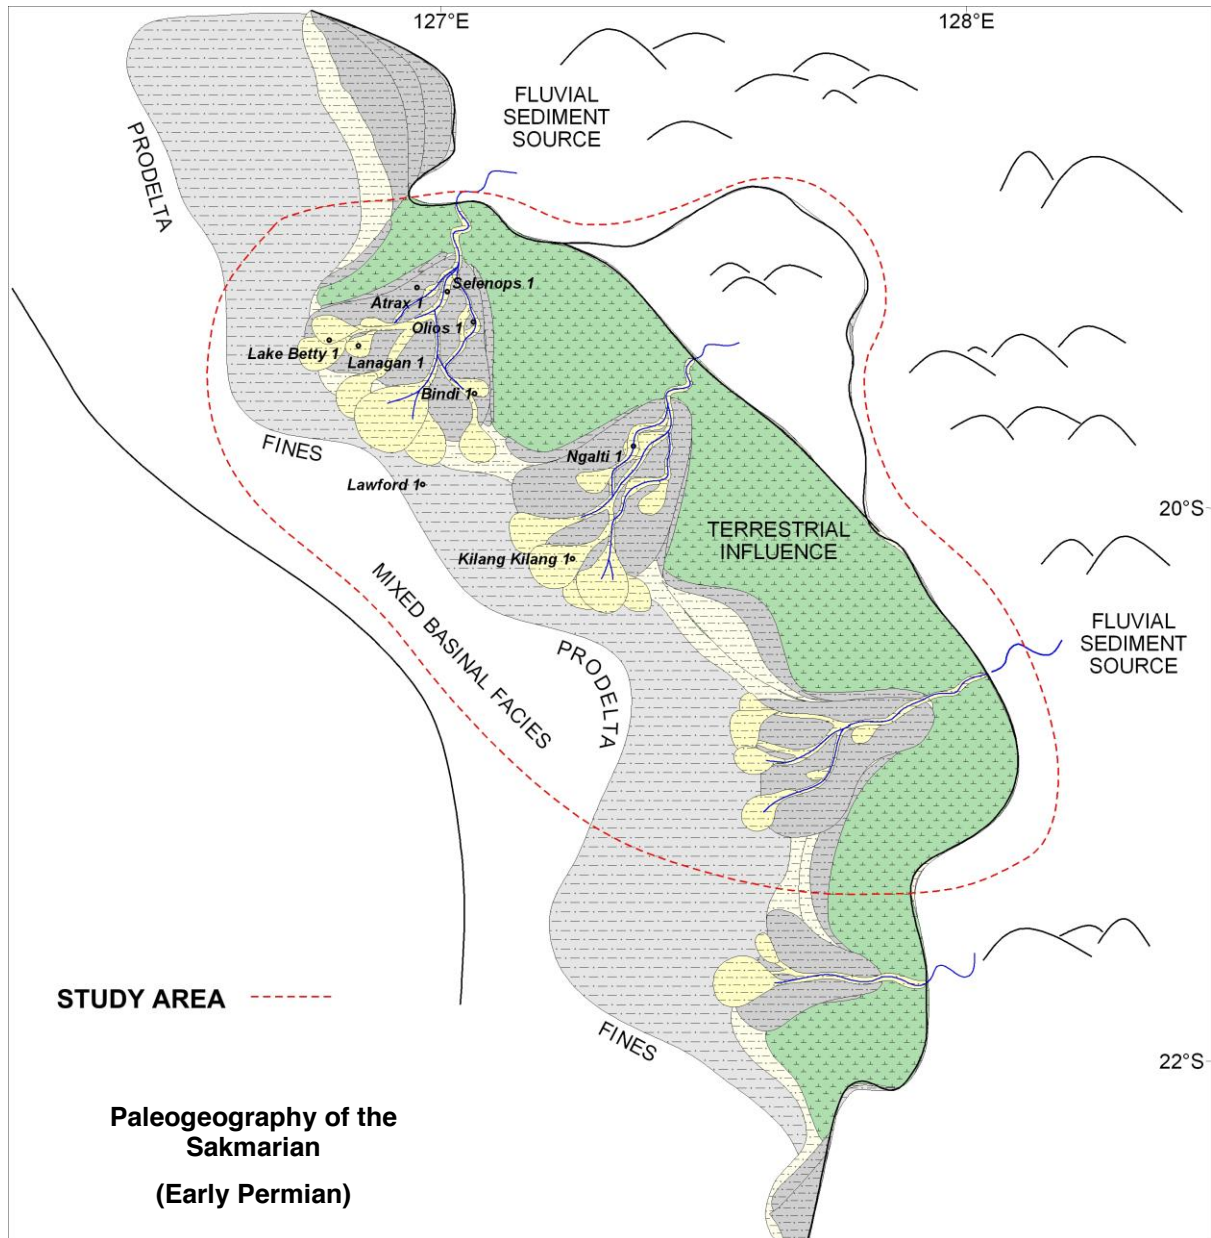 127°E
128°E
FLUVIAL
SEDIMENT
SOURCE
PRODELTA
Selenops 1
Atrax 1
Olios 1
Lake Betty 1
Lanagan 1
Bindi 1
FINES
Ngalti 1
Lawford 1
20°S
TERRESTRIAL
INFLUENCE
Kilang Kilang 1
MIXED BASINAL FACIES
PRODELTA
FLUVIAL
SEDIMENT
SOURCE
STUDY AREA
FINES
22°S
Paleogeography of the
Sakmarian
(Early Permian)